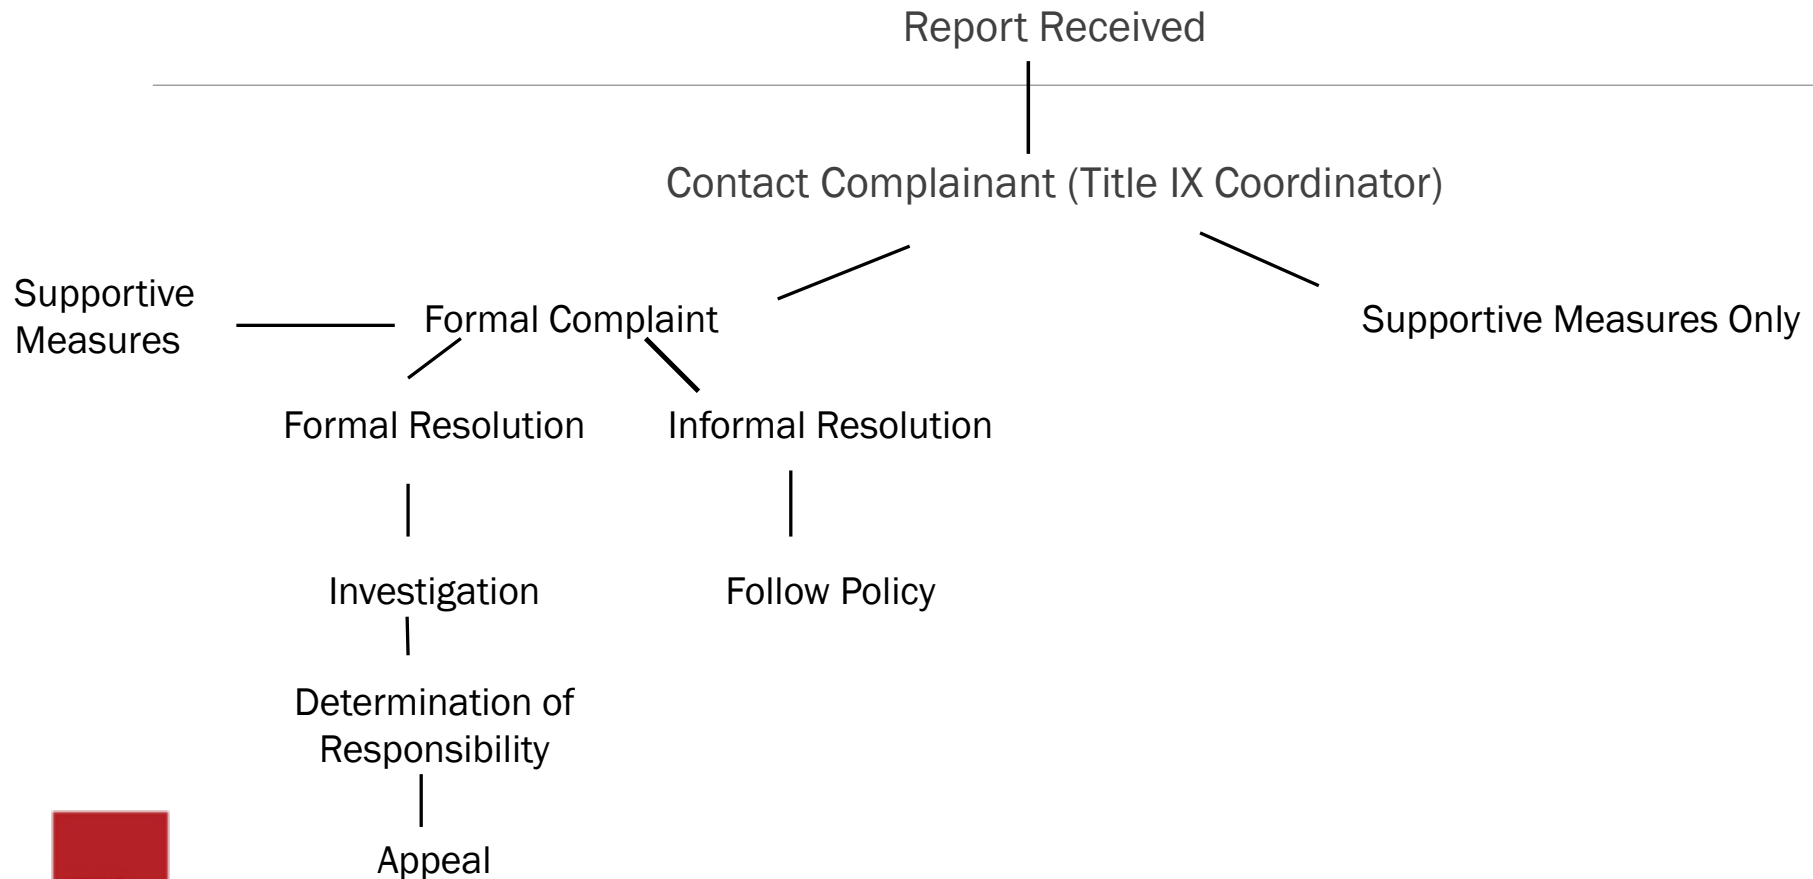 Report Received
Contact Complainant (Title IX Coordinator)
Supportive
Measures
Formal Complaint
Supportive Measures Only
Formal Resolution
Informal Resolution
Investigation
Follow Policy
Determination of
Responsibility
Appeal